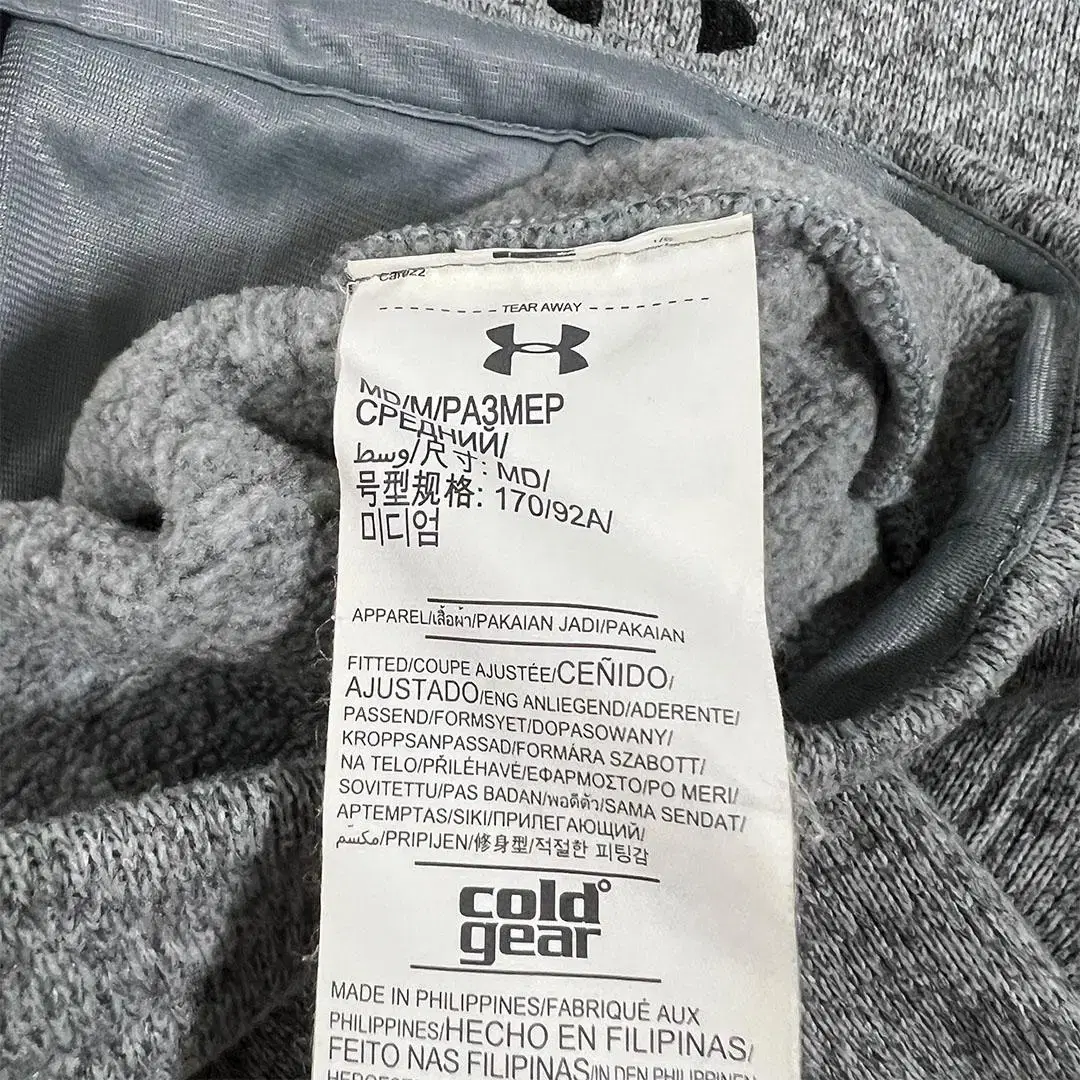 TEAR AWAY
MD/M/РАЗМЕР
СРЕДНИЙ/
وسط/尺寸: MD/
号型规格: 170/92A/
미디엄
APPAREL/เสื้อผ้า/PAKAIAN JADI/PAKAIAN
FITTED/COUPE AJUSTÉE/CEÑIDO/
AJUSTADO/ENG ANLIEGEND/ADERENTE/
PASSEND/FORMSYET/DOPASOWANY/
KROPPSANPASSAD/FORMÁRA SZABOTT/
NA TELO/PŘILÉHAVÉ/ΕΦΑΡΜΟΣΤΟ/PO MERI/
SOVITETTU/PAS BADAN/พอดีตัว/SAMA SENDAT/
APTEMPTAS/SIKI/ПРИЛЕГАЮЩИЙ/
مكسّم/PRIPIJEN/修身型/적절한 피팅감
cold°
gear
MADE IN PHILIPPINES/FABRIQUÉ AUX
PHILIPPINES/HECHO EN FILIPINAS/
FEITO NAS FILIPINAS/IN DEN PHILIPPINEN